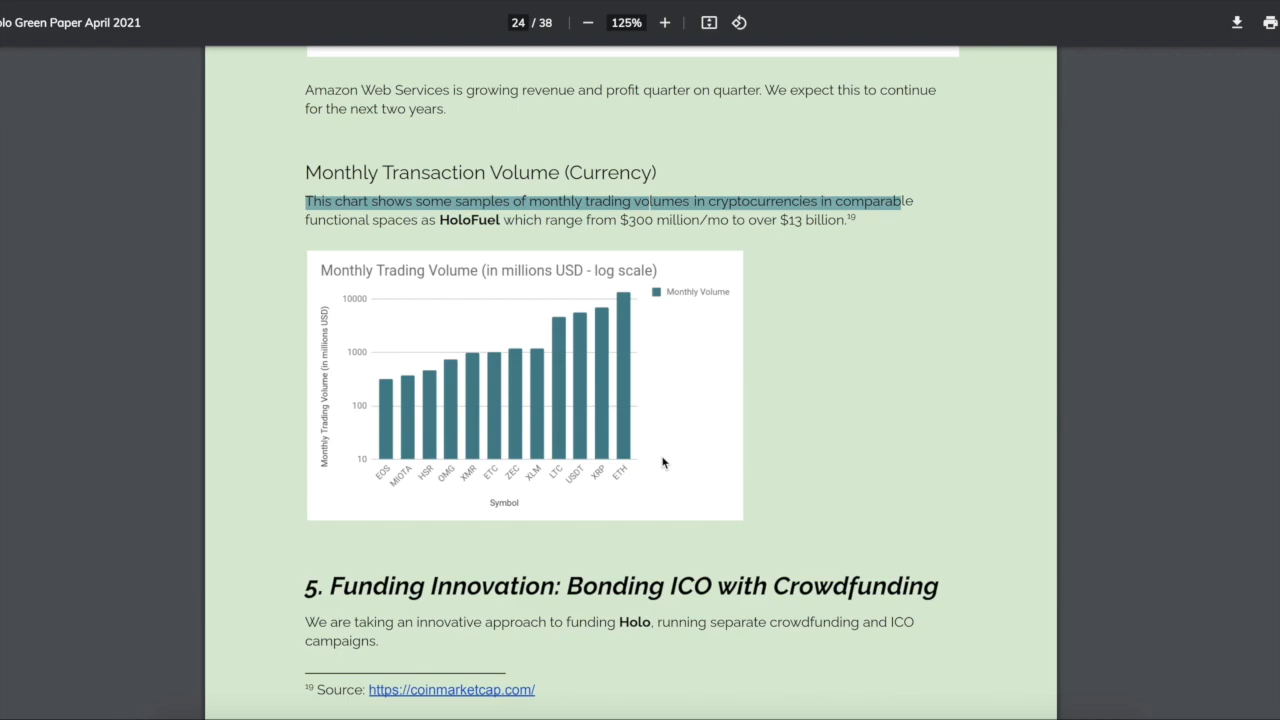 olo Green Paper April 2021
24 / 38
125%
Amazon Web Services is growing revenue and profit quarter on quarter. We expect this to continue
for the next two years.
Monthly Transaction Volume (Currency)
This chart shows some samples of monthly trading volumes in cryptocurrencies in comparable
functional spaces as HoloFuel which range from $300 million/mo to over $13 billion.19
Monthly Trading Volume (in millions USD - log scale)
Monthly Volume
Monthly Trading Volume (in millions USD)
10000
1000
100
10
EOS
MIOTA
HSR
OMG
XMR
ETC
ZEC
XLM
LTC
USDT
XRP
ETH
Symbol
5. Funding Innovation: Bonding ICO with Crowdfunding
We are taking an innovative approach to funding Holo, running separate crowdfunding and ICO
campaigns.
19 Source: https://coinmarketcap.com/